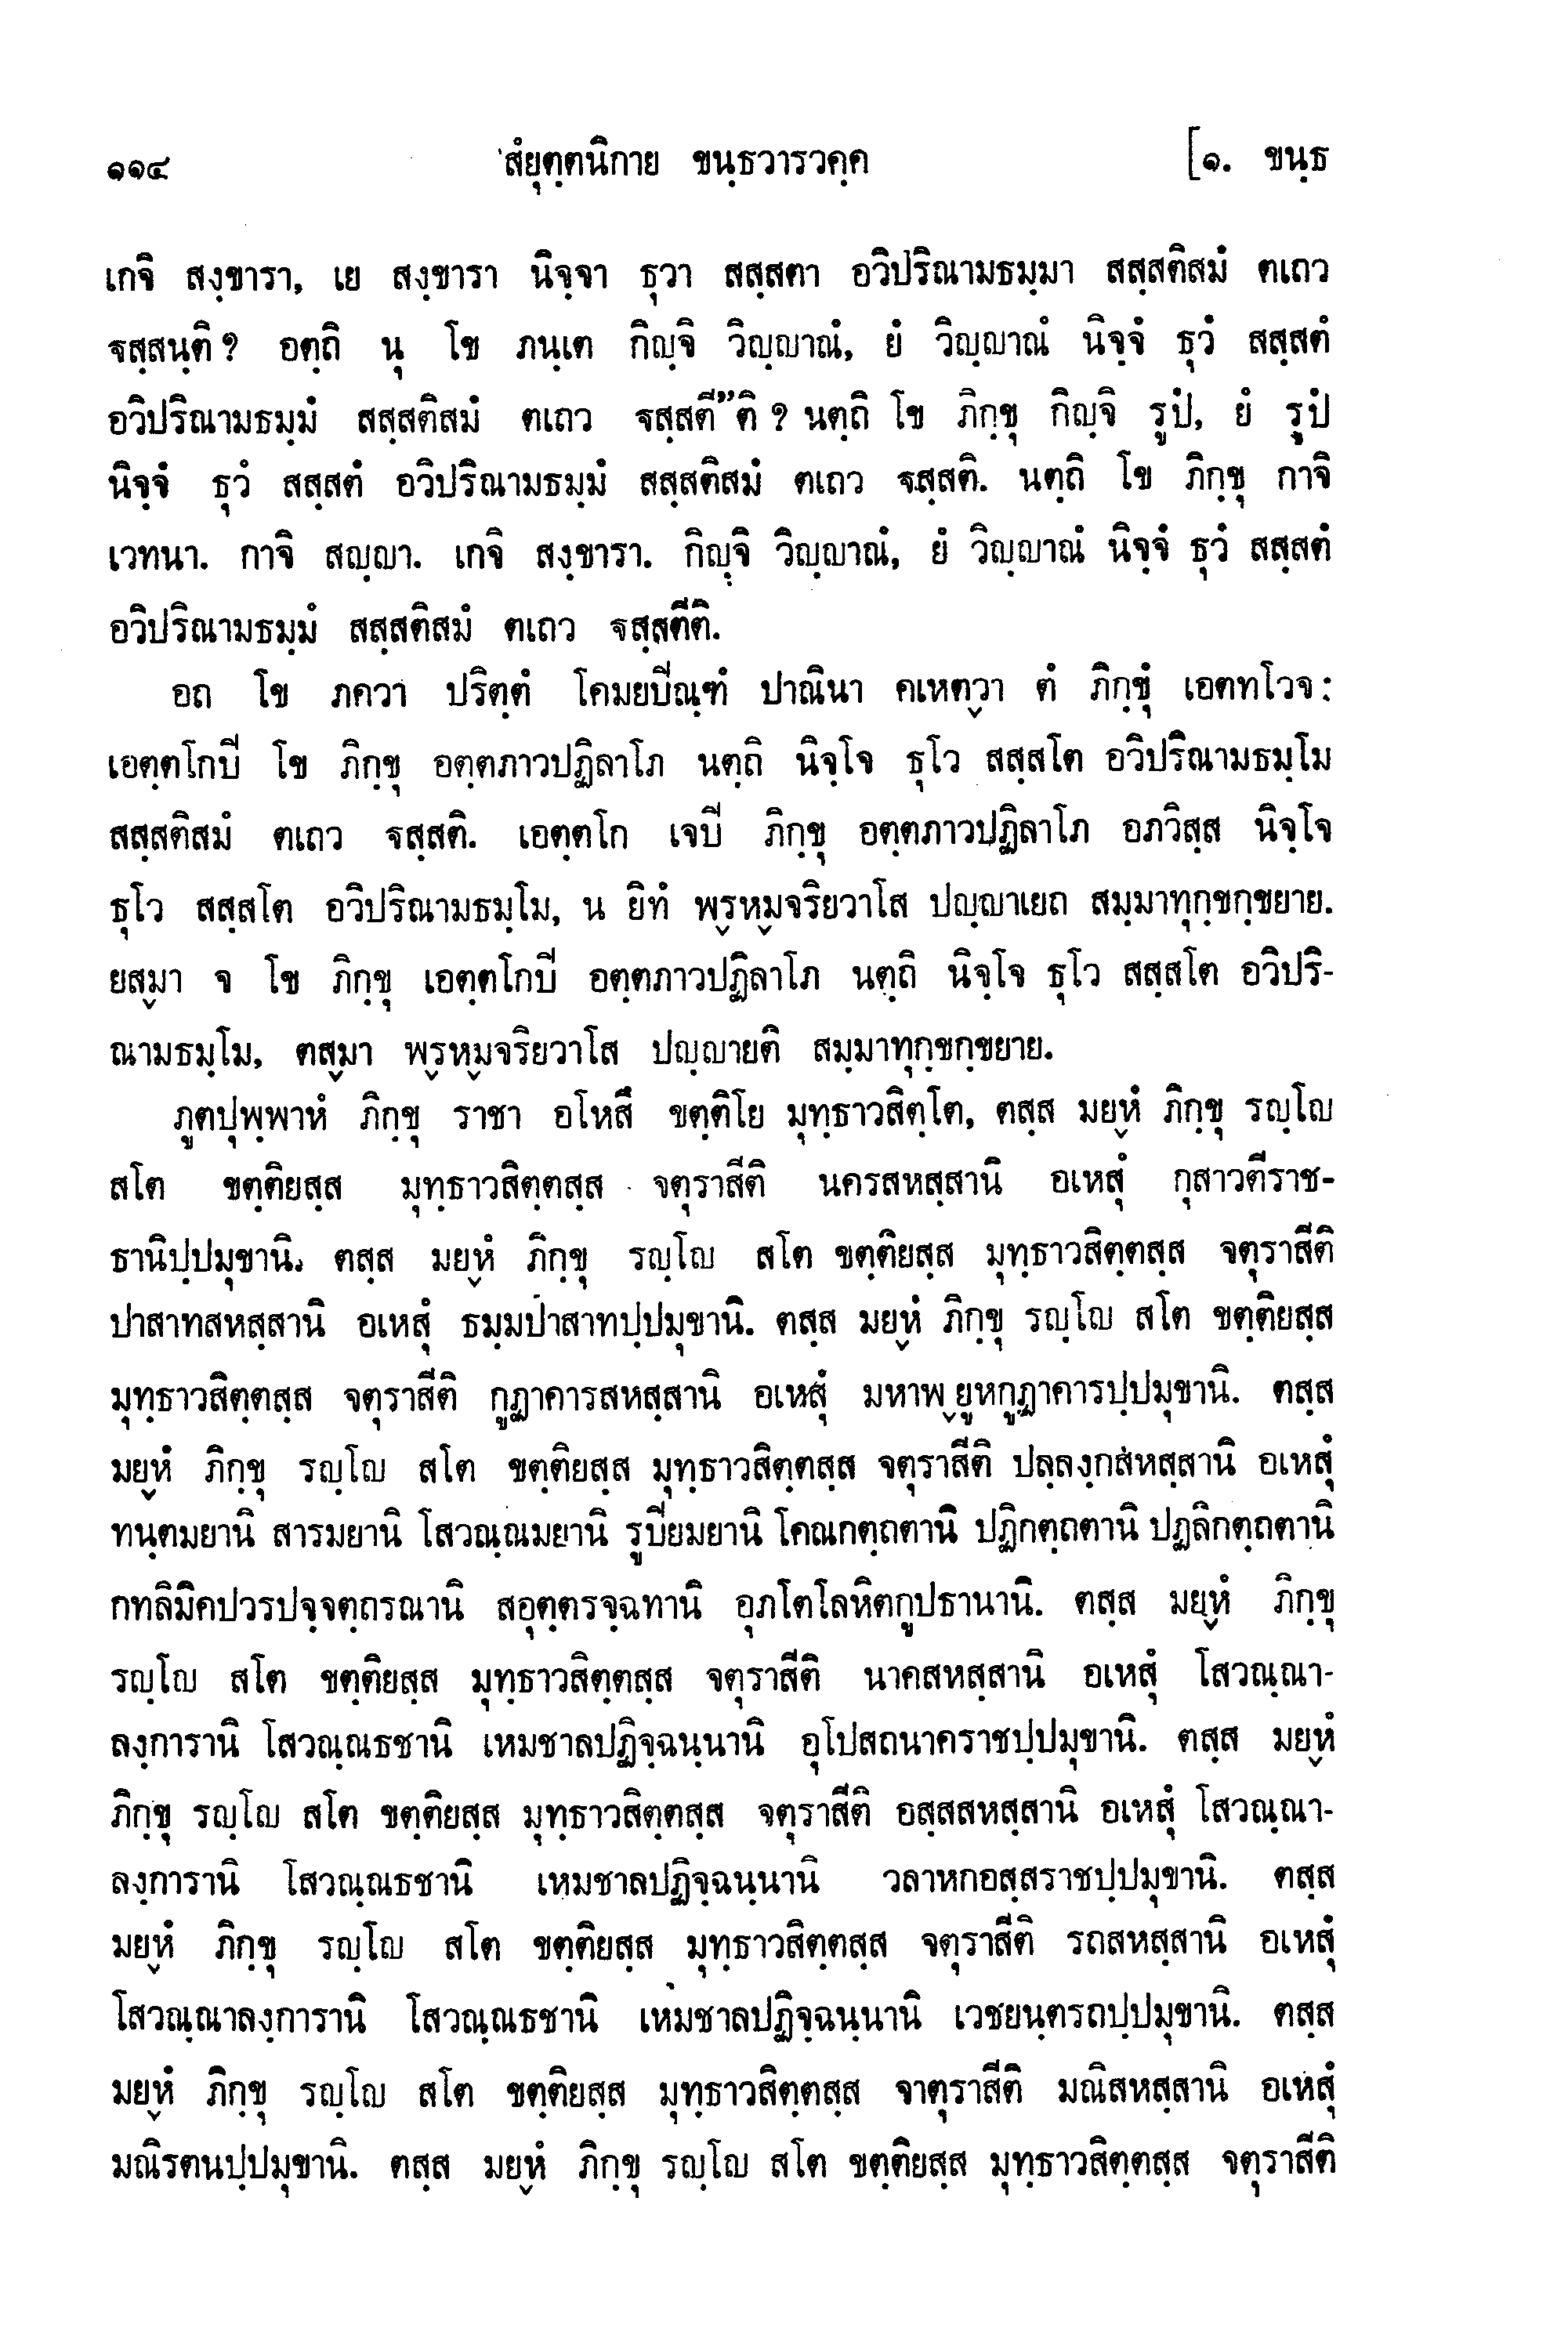 ๑๑๔ สํยุตฺตนิกาย ขนฺธวารวคฺค [๑. ขนฺธ
เกจิ สงฺขารา, เย สงฺขารา นิจฺจา ธุวา สสฺสตา อวิปริณามธมฺมา สสฺสติสมํ ตเถว
ฐสฺสนฺติ ? อตฺถิ นุ โข ภนฺเต กิญฺจิ วิญฺญาณํ, ยํ วิญฺญาณํ นิจฺจํ ธุวํ สสฺสตํ
อวิปริณามธมฺมํ สสฺสติสมํ ตเถว ฐสฺสตี”ติ ? นตฺถิ โข ภิกฺขุ กิญฺจิ รูปํ, ยํ รูปํ
นิจฺจํ ธุวํ สสฺสตํ อวิปริณามธมฺมํ สสฺสติสมํ ตเถว ฐสฺสติ. นตฺถิ โข ภิกฺขุ กาจิ
เวทนา. กาจิ สญฺญา. เกจิ สงฺขารา. กิญฺจิ วิญฺญาณํ, ยํ วิญฺญาณํ นิจฺจํ ธุวํ สสฺสตํ
อวิปริณามธมฺมํ สสฺสติสมํ ตเถว ฐสฺสตีติ.
อถ โข ภควา ปริตฺตํ โคมยปีณฺฑํ ปาณินา คเหตฺวา ตํ ภิกฺขุํ เอตทโวจ :
เอตฺตโกปี โข ภิกฺขุ อตฺตภาวปฏิลาโภ นตฺถิ นิจฺโจ ธุโว สสฺสโต อวิปริณามธมฺโม
สสฺสติสมํ ตเถว ฐสฺสติ. เอตฺตโก เจปี ภิกฺขุ อตฺตภาวปฏิลาโภ อภวิสฺส นิจฺโจ
ธุโว สสฺสโต อวิปริณามธมฺโม, น ยิทํ พฺรหฺมจริยวาโส ปญฺญาเยถ สมฺมาทุกฺขกฺขยาย.
ยสฺมา จ โข ภิกฺขุ เอตฺตโกปี อตฺตภาวปฏิลาโภ นตฺถิ นิจฺโจ ธุโว สสฺสโต อวิปริ-
ณามธมฺโม, ตสฺมา พฺรหฺมจริยวาโส ปญฺญายติ สมฺมาทุกฺขกฺขยาย.
ภูตปุพฺพาหํ ภิกฺขุ ราชา อโหสึ ขตฺติโย มุทฺธาวสิตฺโต, ตสฺส มยฺหํ ภิกฺขุ รญฺโญ
สโต ขตฺติยสฺส มุทฺธาวสิตฺตสฺส จตุราสีติ นครสหสฺสานิ อเหสุํ กุสาวตีราช-
ธานิปฺปมุขานิ. ตสฺส มยฺหํ ภิกฺขุ รญฺโญ สโต ขตฺติยสฺส มุทฺธาวสิตฺตสฺส จตุราสีติ
ปาสาทสหสฺสานิ อเหสุํ ธมฺมปาสาทปฺปมุขานิ. ตสฺส มยฺหํ ภิกฺขุ รญฺโญ สโต ขตฺติยสฺส
มุทฺธาวสิตฺตสฺส จตุราสีติ กูฏาคารสหสฺสานิ อเหสุํ มหาพฺยูหกูฏาคารปฺปมุขานิ. ตสฺส
มยฺหํ ภิกฺขุ รญฺโญ สโต ขตฺติยสฺส มุทฺธาวสิตฺตสฺส จตุราสีติ ปลฺลงฺกสหสฺสานิ อเหสุํ
ทนฺตมยานิ สารมยานิ โสวณฺณมยานิ รูปิยมยานิ โคณกตฺถตานิ ปฏิกตฺถตานิ ปฏลิกตฺถตานิ
กทลิมิคปวรปจฺจตฺถรณานิ สอุตฺตรจฺฉทานิ อุภโตโลหิตกูปธานานิ. ตสฺส มยฺหํ ภิกฺขุ
รญฺโญ สโต ขตฺติยสฺส มุทฺธาวสิตฺตสฺส จตุราสีติ นาคสหสฺสานิ อเหสุํ โสวณฺณา-
ลงฺการานิ โสวณฺณธชานิ เหมชาลปฏิจฺฉนฺนานิ อุโปสถนาคราชปฺปมุขานิ. ตสฺส มยฺหํ
ภิกฺขุ รญฺโญ สโต ขตฺติยสฺส มุทฺธาวสิตฺตสฺส จตุราสีติ อสฺสสหสฺสานิ อเหสุํ โสวณฺณา-
ลงฺการานิ โสวณฺณธชานิ เหมชาลปฏิจฺฉนฺนานิ วลาหกอสฺสราชปฺปมุขานิ. ตสฺส
มยฺหํ ภิกฺขุ รญฺโญ สโต ขตฺติยสฺส มุทฺธาวสิตฺตสฺส จตุราสีติ รถสหสฺสานิ อเหสุํ
โสวณฺณาลงฺการานิ โสวณฺณธชานิ เหมชาลปฏิจฺฉนฺนานิ เวชยนฺตรถปฺปมุขานิ. ตสฺส
มยฺหํ ภิกฺขุ รญฺโญ สโต ขตฺติยสฺส มุทฺธาวสิตฺตสฺส จาตุราสีติ มณิสหสฺสานิ อเหสุํ
มณิรตนปฺปมุขานิ. ตสฺส มยฺหํ ภิกฺขุ รญฺโญ สโต ขตฺติยสฺส มุทฺธาวสิตฺตสฺส จตุราสีติ